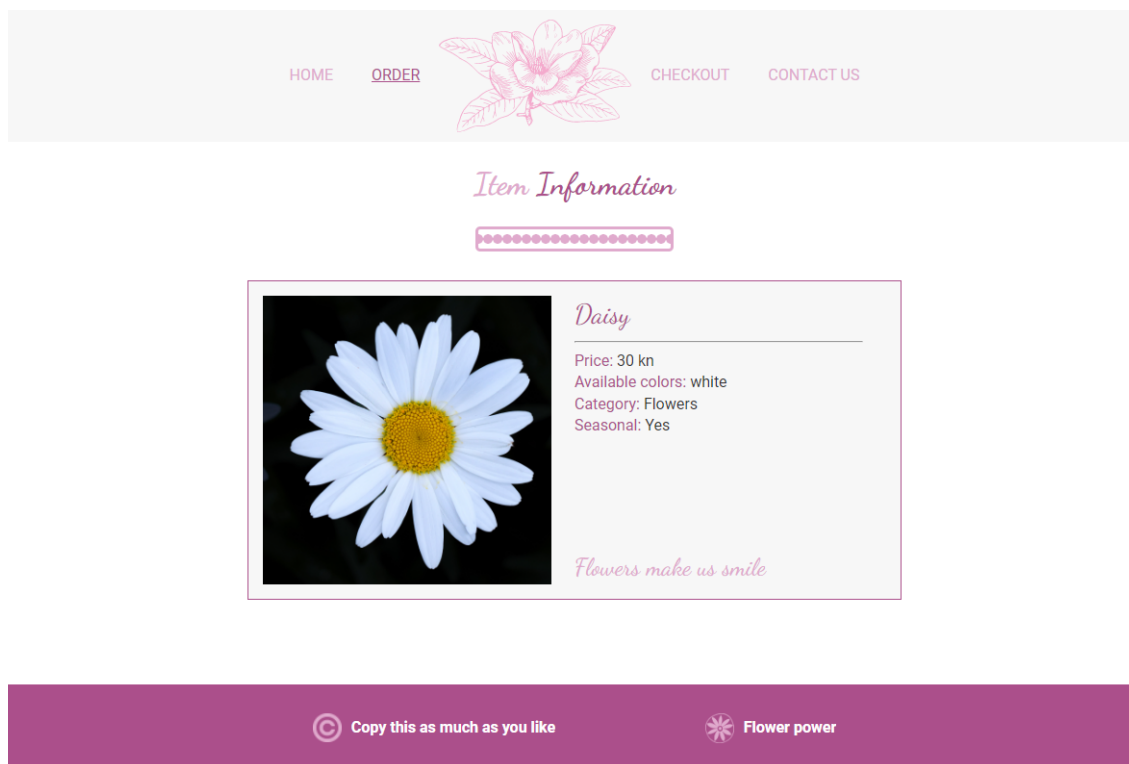 HOME ORDER CHECKOUT CONTACT US
Item Information
Daisy
Price: 30 kn
Available colors: white
Category: Flowers
Seasonal: Yes
Flowers make us smile
© Copy this as much as you like Flower power